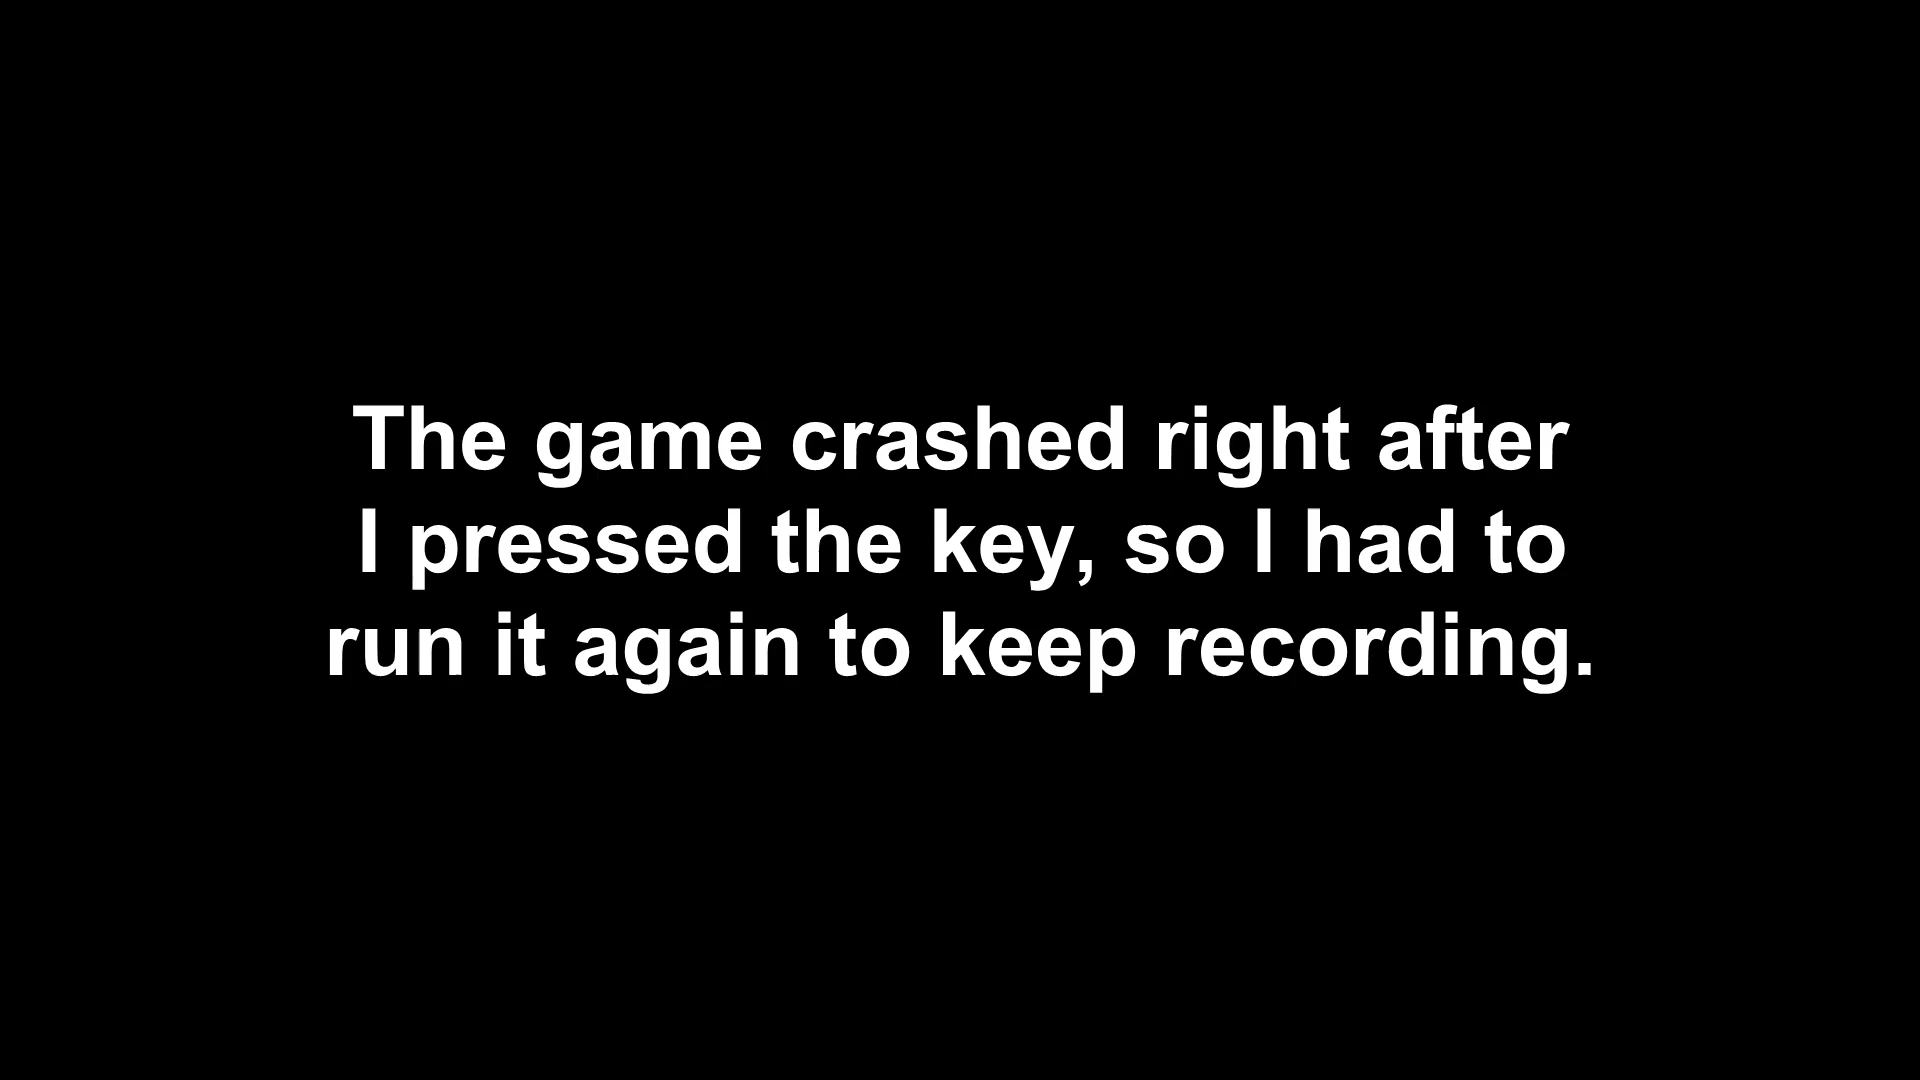 The game crashed right after
I pressed the key, so I had to
run it again to keep recording.